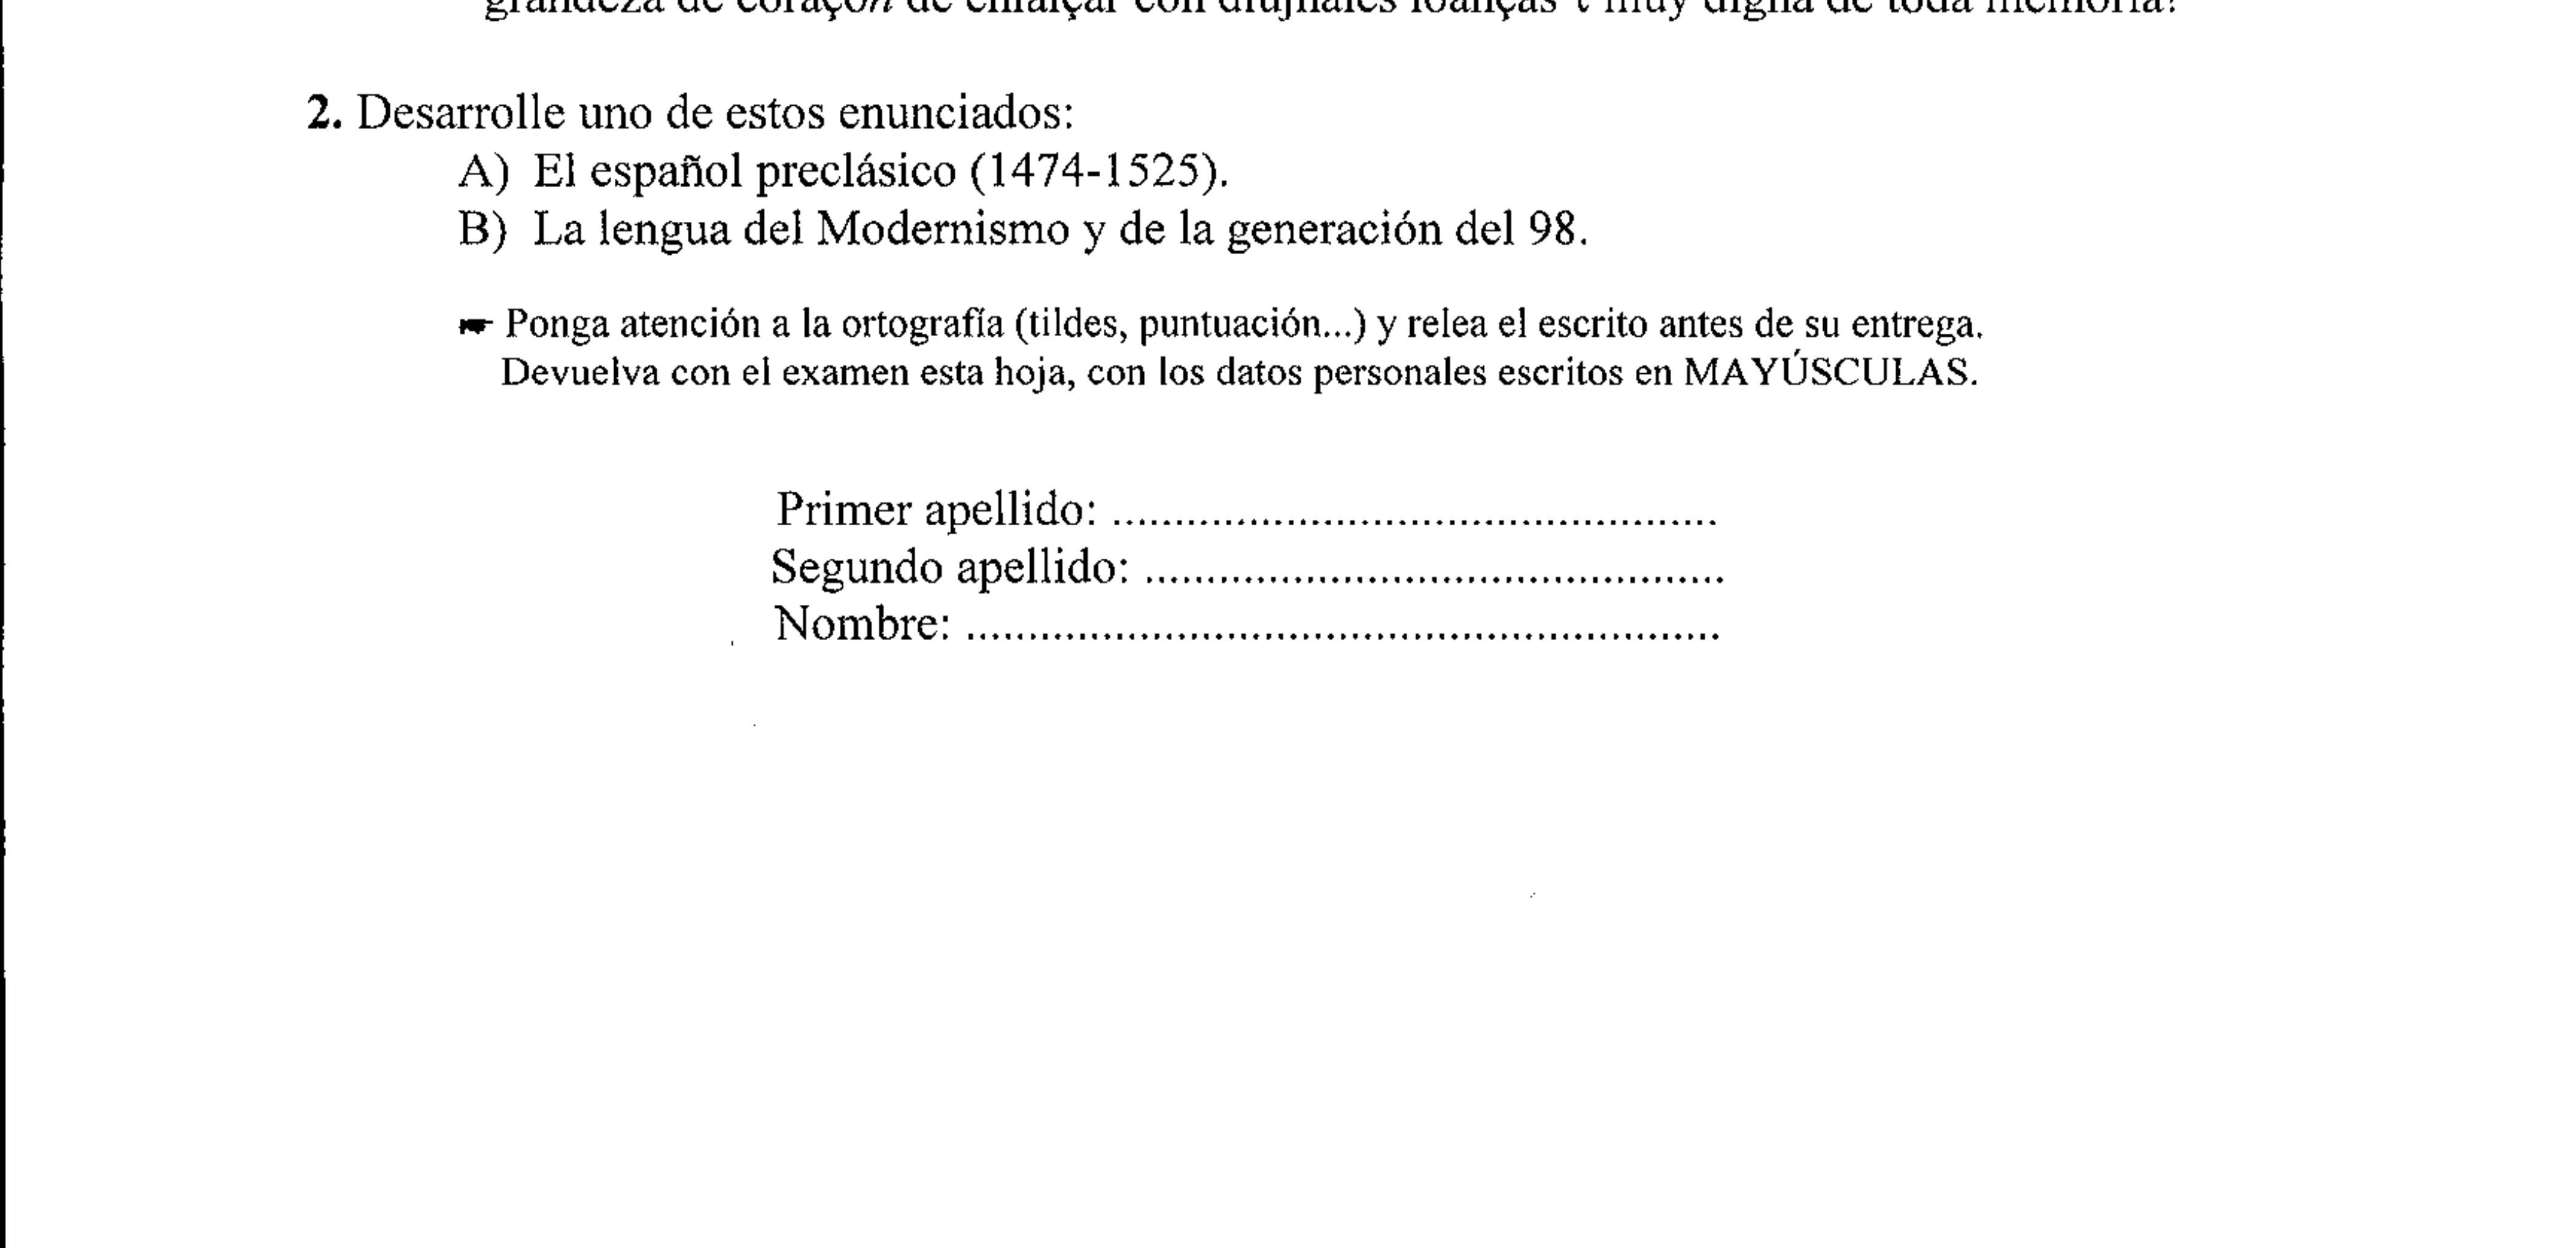 grandeza de coraçon de enſalçar con diujnales loanças τ muy digna de toda memoria.
2. Desarrolle uno de estos enunciados:
A) El español preclásico (1474-1525).
B) La lengua del Modernismo y de la generación del 98.
☛ Ponga atención a la ortografía (tildes, puntuación...) y relea el escrito antes de su entrega.
Devuelva con el examen esta hoja, con los datos personales escritos en MAYÚSCULAS.
Primer apellido: ................................................
Segundo apellido: ..............................................
Nombre: ............................................................